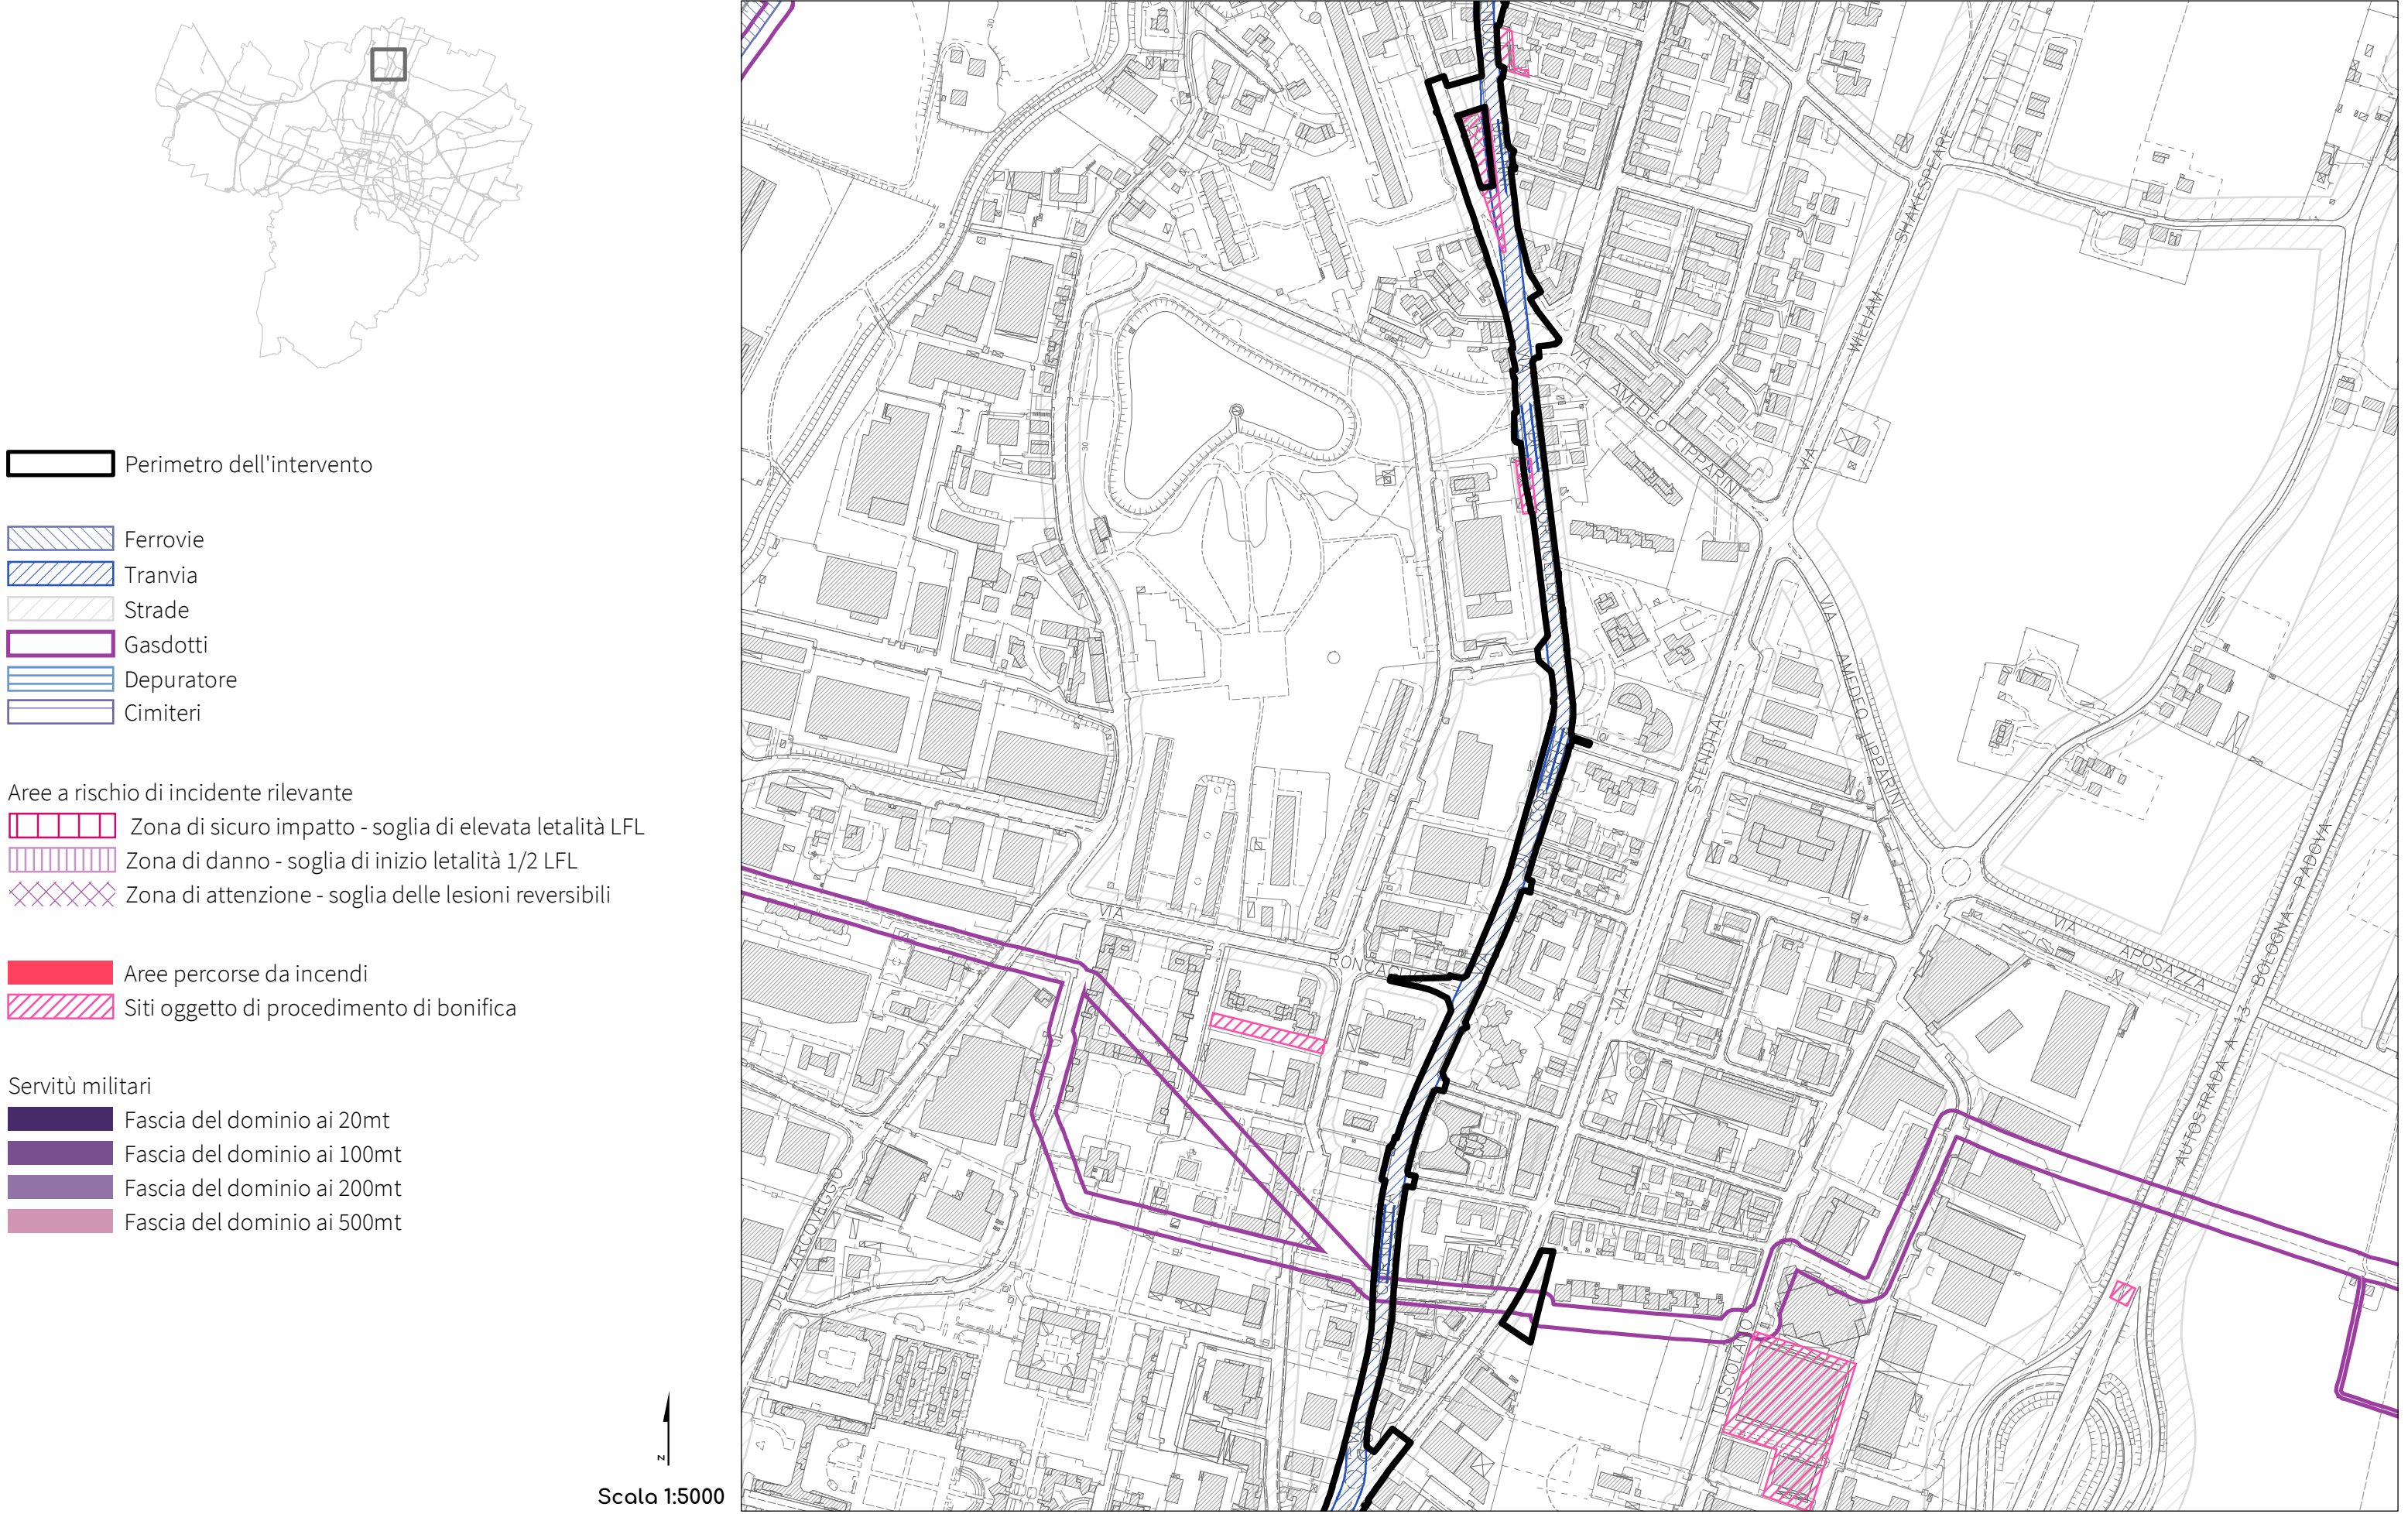 Perimetro dell'intervento
Ferrovie
Tranvia
Strade
Gasdotti
Depuratore
Cimiteri
Aree a rischio di incidente rilevante
Zona di sicuro impatto - soglia di elevata letalità LFL
Zona di danno - soglia di inizio letalità 1/2 LFL
Zona di attenzione - soglia delle lesioni reversibili
Aree percorse da incendi
Siti oggetto di procedimento di bonifica
Servitù militari
Fascia del dominio ai 20mt
Fascia del dominio ai 100mt
Fascia del dominio ai 200mt
Fascia del dominio ai 500mt
N
Scala 1:5000
30
30
VIA WILLIAM SHAKESPEARE
VIA AMEDEO LIPPARINI
VIA STENDHAL
VIA AMEDEO LIPPARINI
VIA APOSAZZA
AUTOSTRADA A 13 BOLOGNA - PADOVA
VIA
DELL'ARCOVEGGIO